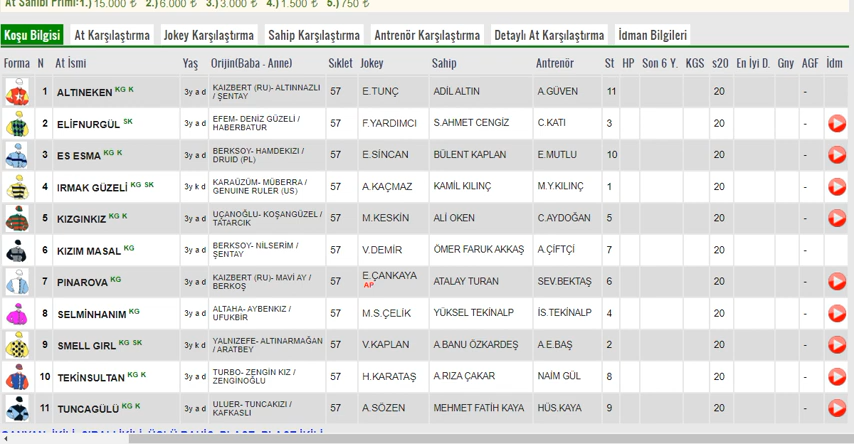 At Sahibi Primi:1.) 15.000 ₺ 2.) 6.000 ₺ 3.) 3.000 ₺ 4.) 1.500 ₺ 5.) 750 ₺
Koşu Bilgisi At Karşılaştırma Jokey Karşılaştırma Sahip Karşılaştırma Antrenör Karşılaştırma Detaylı At Karşılaştırma İdman Bilgileri
Forma N At İsmi Yaş Orijin(Baba - Anne) Sıklet Jokey Sahip Antrenör St HP Son 6 Y. KGS s20 En İyi D. Gny AGF İdm
1 ALTINEKEN KG K 3y a d KAIZBERT (RU)- ALTINNAZLI / ŞENTAY 57 E.TUNÇ ADİL ALTIN A.GÜVEN 11 20 -
2 ELİFNURGÜL SK 3y a d EFEM- DENİZ GÜZELİ / HABERBATUR 57 F.YARDIMCI S.AHMET CENGİZ C.KATI 3 20 -
3 ES ESMA KG K 3y a d BERKSOY- HAMDEKIZI / DRUID (PL) 57 E.SİNCAN BÜLENT KAPLAN E.MUTLU 10 20 -
4 IRMAK GÜZELİ KG SK 3y k d KARAÜZÜM- MÜBERRA / GENUINE RULER (US) 57 A.KAÇMAZ KAMİL KILINÇ M.Y.KILINÇ 1 20 -
5 KIZGINKIZ KG K 3y a d UÇANOĞLU- KOŞANGÜZEL / TATARCIK 57 M.KESKİN ALİ OKEN C.AYDOĞAN 5 20 -
6 KIZIM MASAL KG 3y a d BERKSOY- NİLSERİM / ŞENTAY 57 V.DEMİR ÖMER FARUK AKKAŞ A.ÇİFTÇİ 7 20 -
7 PINAROVA KG 3y a d KAIZBERT (RU)- MAVİ AY / BERKOŞ 57 E.ÇANKAYA AP ATALAY TURAN SEV.BEKTAŞ 6 20 -
8 SELMİNHANIM KG 3y a d ALTAHA- AYBENKIZ / UFUKBIR 57 M.S.ÇELİK YÜKSEL TEKİNALP İS.TEKİNALP 4 20 -
9 SMELL GIRL KG SK 3y k d YALNIZEFE- ALTINARMAĞAN / ARATBEY 57 V.KAPLAN A.BANU ÖZKARDEŞ A.E.BAŞ 2 20 -
10 TEKİNSULTAN KG K 3y a d TURBO- ZENGİN KIZ / ZENGİNOĞLU 57 H.KARATAŞ A.RIZA ÇAKAR NAİM GÜL 8 20 -
11 TUNCAGÜLÜ KG K 3y a d ULUER- TUNCAKIZI / KAFKASLI 57 A.SÖZEN MEHMET FATİH KAYA HÜS.KAYA 9 20 -